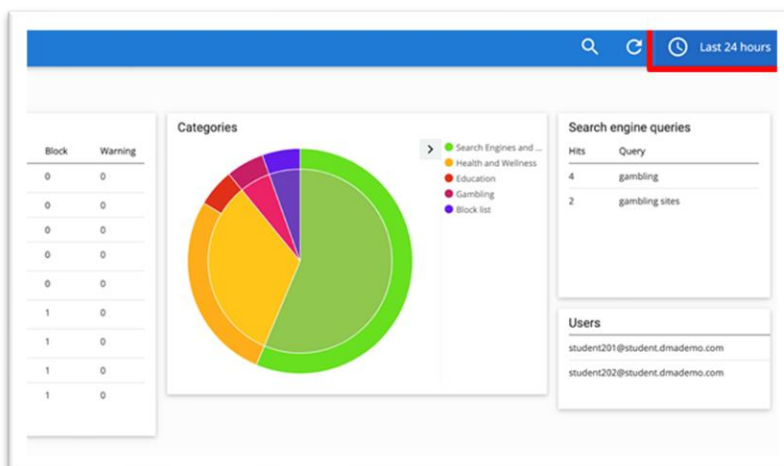 Last 24 hours
Block Warning
0 0
0 0
0 0
0 0
0 0
1 0
1 0
1 0
1 0
Categories
Search Engines and ...
Health and Wellness
Education
Gambling
Block list
Search engine queries
Hits Query
4 gambling
2 gambling sites
Users
student201@student.dmademo.com
student202@student.dmademo.com